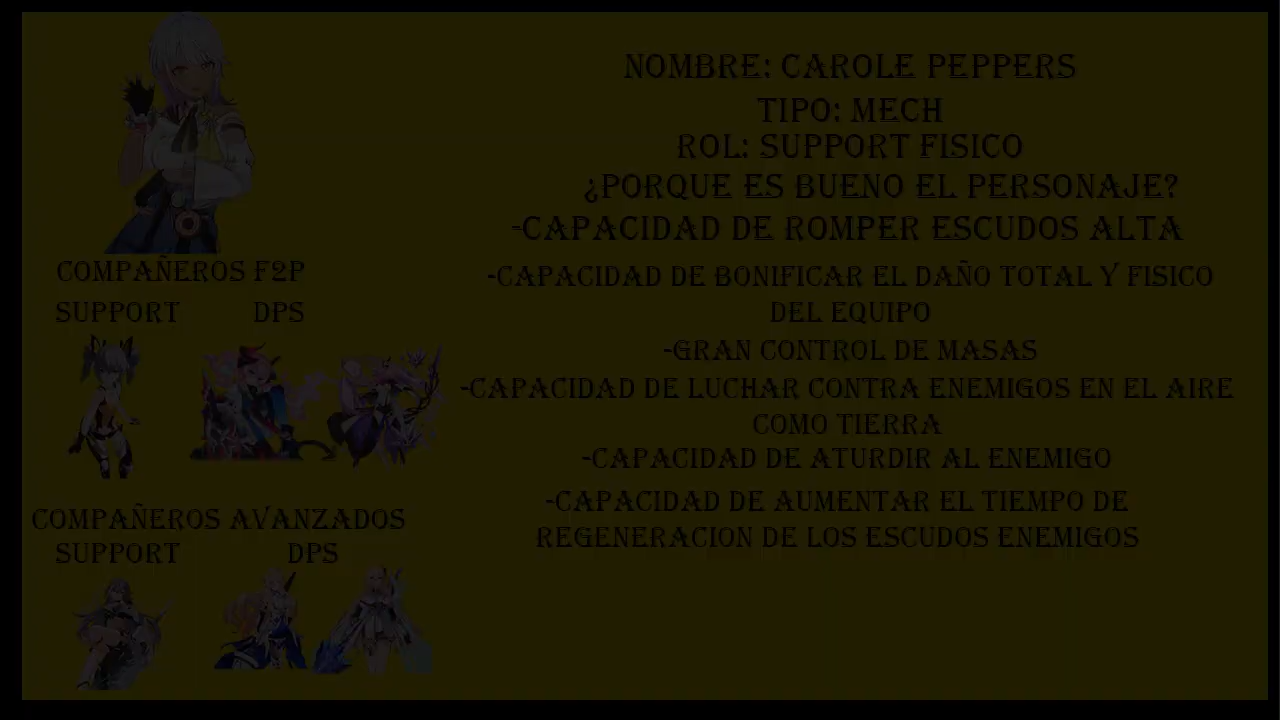 NOMBRE: CAROLE PEPPERS
TIPO: MECH
ROL: SUPPORT FISICO
¿PORQUE ES BUENO EL PERSONAJE?
-CAPACIDAD DE ROMPER ESCUDOS ALTA
-CAPACIDAD DE BONIFICAR EL DAÑO TOTAL Y FISICO
DEL EQUIPO
-GRAN CONTROL DE MASAS
-CAPACIDAD DE LUCHAR CONTRA ENEMIGOS EN EL AIRE
COMO TIERRA
-CAPACIDAD DE ATURDIR AL ENEMIGO
-CAPACIDAD DE AUMENTAR EL TIEMPO DE
REGENERACION DE LOS ESCUDOS ENEMIGOS
COMPAÑEROS F2P
SUPPORT DPS
COMPAÑEROS AVANZADOS
SUPPORT DPS